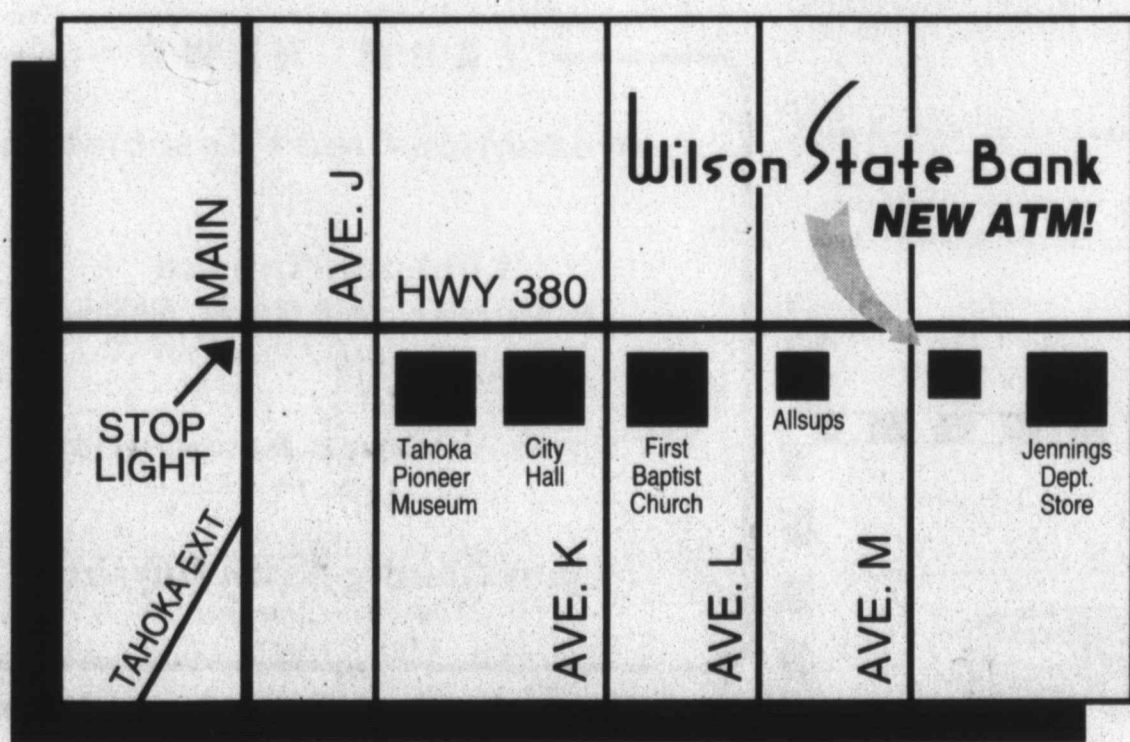 Wilson State Bank
NEW ATM!
MAIN
AVE. J
HWY 380
STOP
LIGHT
TAHOKA EXIT
Tahoka
Pioneer
Museum
City
Hall
First
Baptist
Church
Allsups
Jennings
Dept.
Store
AVE. K
AVE. L
AVE. M